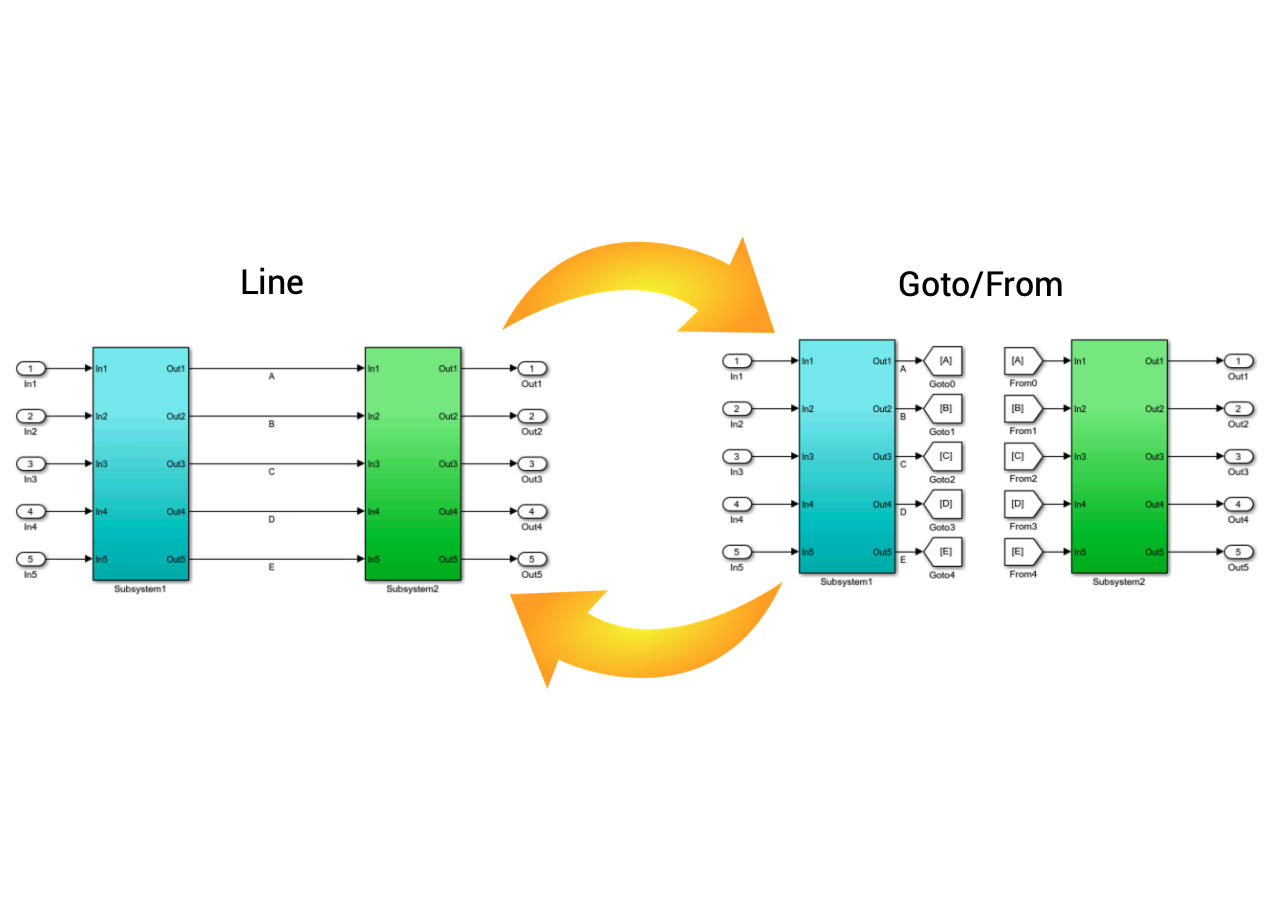 Line
1 In1 In1 Out1 A In1 Out1 1 Out1
2 In2 In2 Out2 B In2 Out2 2 Out2
3 In3 In3 Out3 C In3 Out3 3 Out3
4 In4 In4 Out4 D In4 Out4 4 Out4
5 In5 In5 Out5 E In5 Out5 5 Out5
Subsystem1 Subsystem2
Goto/From
1 In1 In1 Out1 A [A] Goto0 [A] From0 In1 Out1 1 Out1
2 In2 In2 Out2 B [B] Goto1 [B] From1 In2 Out2 2 Out2
3 In3 In3 Out3 C [C] Goto2 [C] From2 In3 Out3 3 Out3
4 In4 In4 Out4 D [D] Goto3 [D] From3 In4 Out4 4 Out4
5 In5 In5 Out5 E [E] Goto4 [E] From4 In5 Out5 5 Out5
Subsystem1 Subsystem2